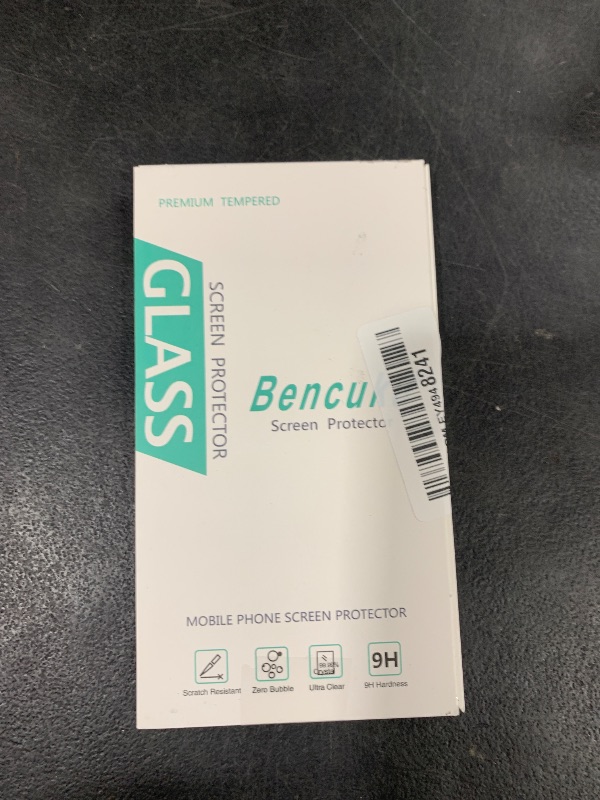 PREMIUM TEMPERED
GLASS
SCREEN PROTECTOR
Screen
8241
MOBILE PHONE SCREEN PROTECTOR
9H
Scratch Resistant
Zero Bubble
Ultra Clear
9H Hardness